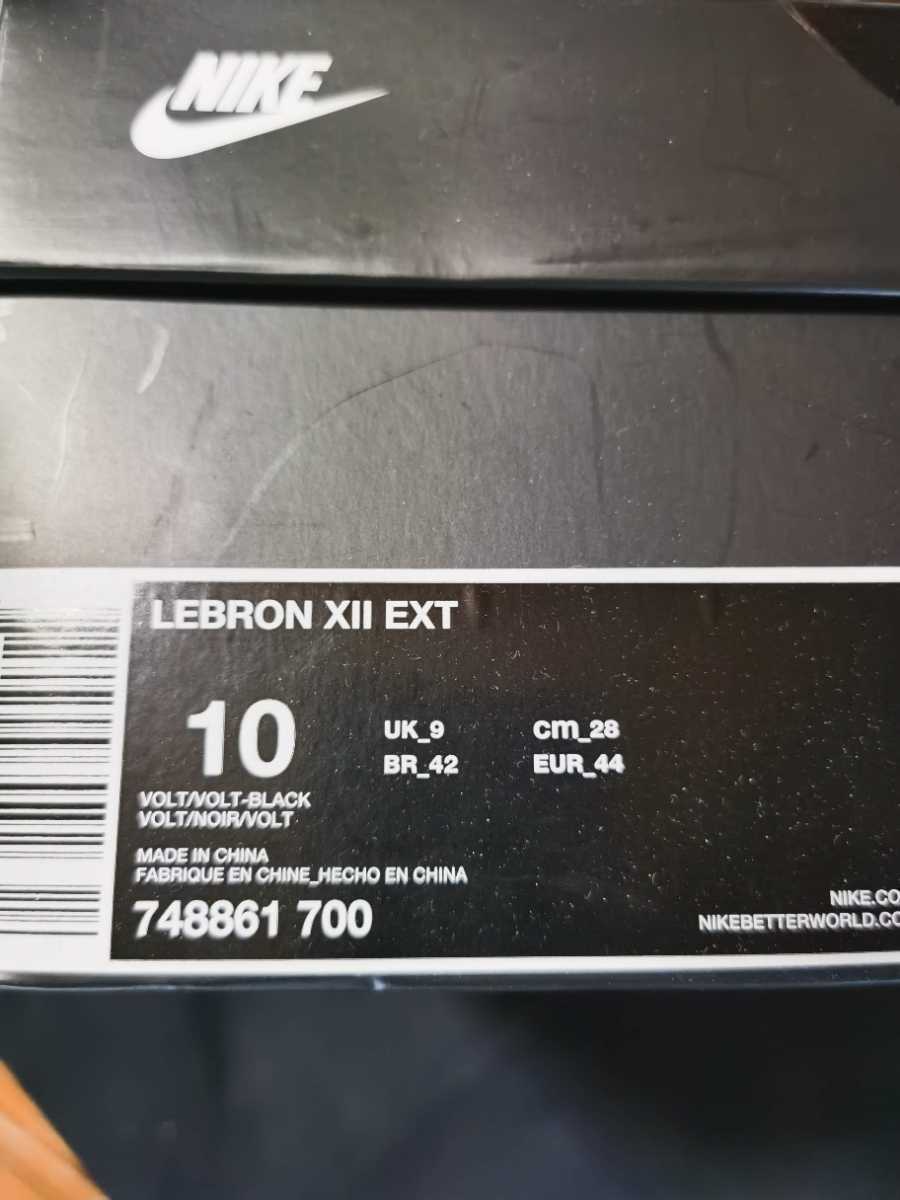 NIKE
LEBRON XII EXT
10
UK_9 cm_28
BR_42 EUR_44
VOLT/VOLT-BLACK
VOLT/NOIR/VOLT
MADE IN CHINA
FABRIQUE EN CHINE_HECHO EN CHINA
748861 700
NIKE.CO
NIKEBETTERWORLD.CO